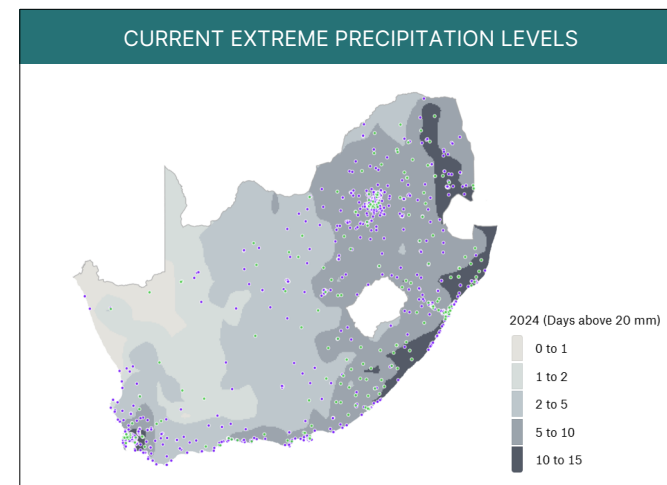 CURRENT EXTREME PRECIPITATION LEVELS
2024 (Days above 20 mm)
0 to 1
1 to 2
2 to 5
5 to 10
10 to 15